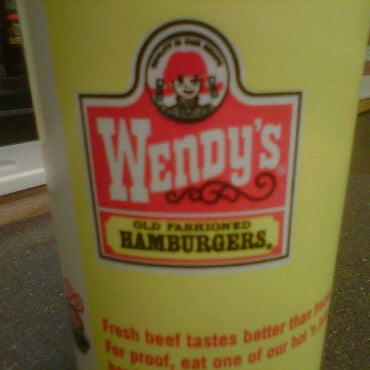 QUALITY IS OUR RECIPE
WENDY'S
OLD FASHIONED
HAMBURGERS.
Fresh beef tastes better than
For proof, eat one of our hot 'n